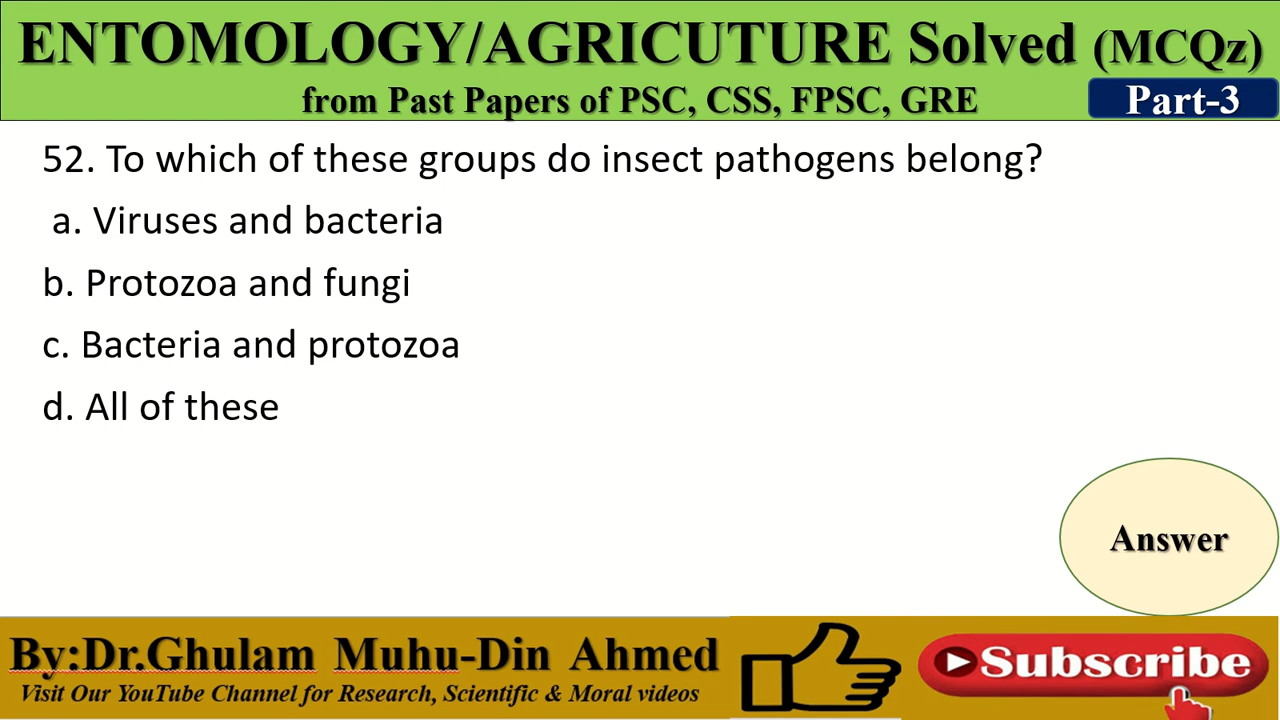 ENTOMOLOGY/AGRICUTURE Solved (MCQz)
from Past Papers of PSC, CSS, FPSC, GRE
Part-3
52. To which of these groups do insect pathogens belong?
a. Viruses and bacteria
b. Protozoa and fungi
c. Bacteria and protozoa
d. All of these
Answer
By:Dr.Ghulam Muhu-Din Ahmed
Visit Our YouTube Channel for Research, Scientific & Moral videos
Subscribe